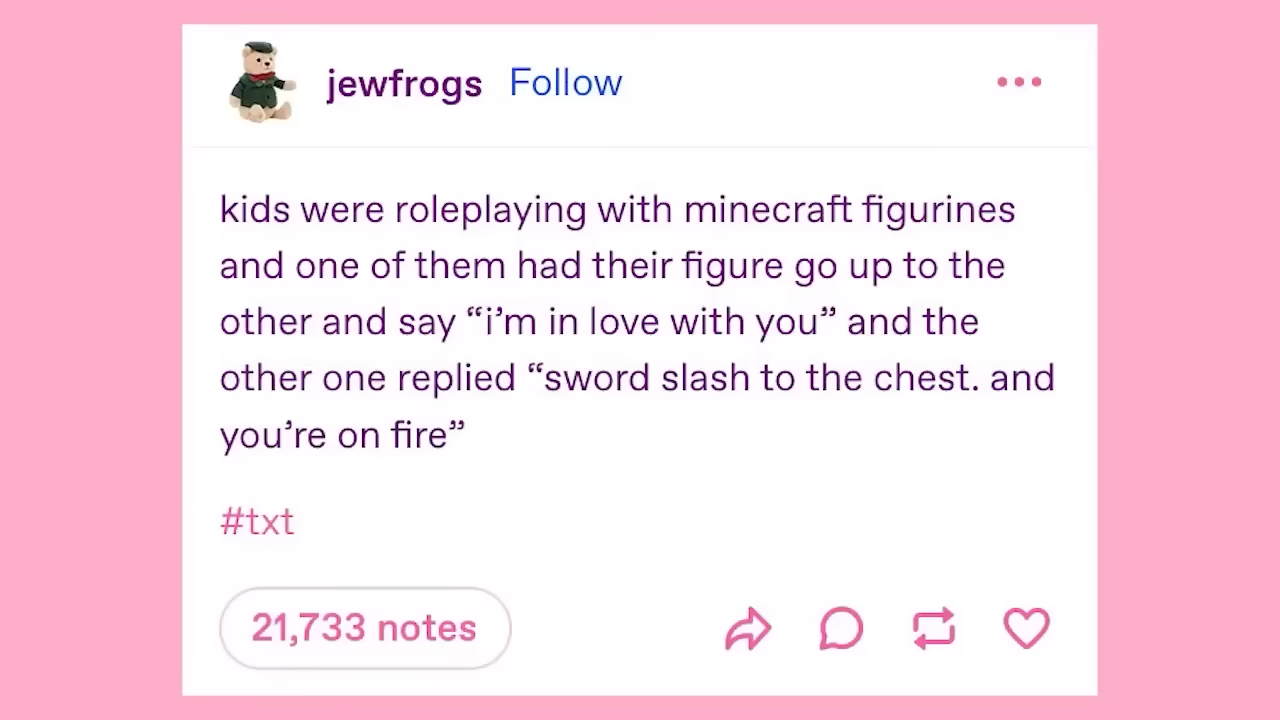 jewfrogs Follow
kids were roleplaying with minecraft figurines
and one of them had their figure go up to the
other and say “i’m in love with you” and the
other one replied “sword slash to the chest. and
you’re on fire”
#txt
21,733 notes